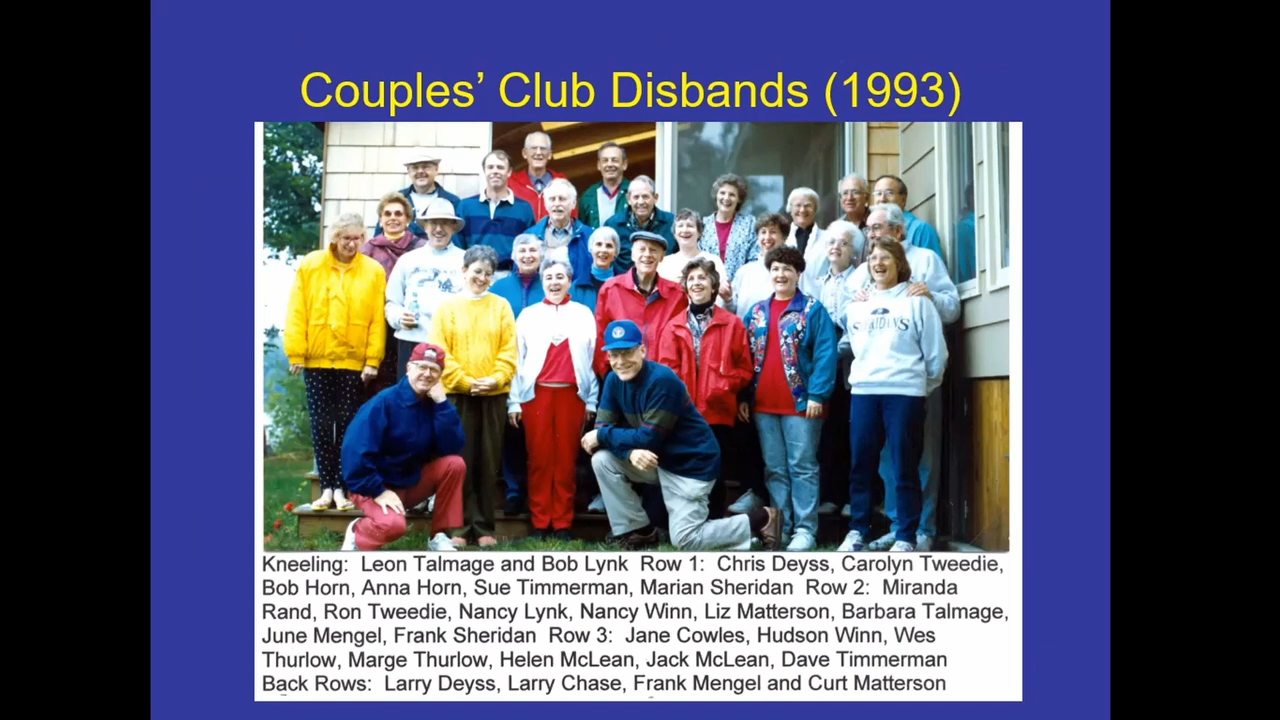 Couples’ Club Disbands (1993)
Kneeling: Leon Talmage and Bob Lynk Row 1: Chris Deyss, Carolyn Tweedie,
Bob Horn, Anna Horn, Sue Timmerman, Marian Sheridan Row 2: Miranda
Rand, Ron Tweedie, Nancy Lynk, Nancy Winn, Liz Matterson, Barbara Talmage,
June Mengel, Frank Sheridan Row 3: Jane Cowles, Hudson Winn, Wes
Thurlow, Marge Thurlow, Helen McLean, Jack McLean, Dave Timmerman
Back Rows: Larry Deyss, Larry Chase, Frank Mengel and Curt Matterson